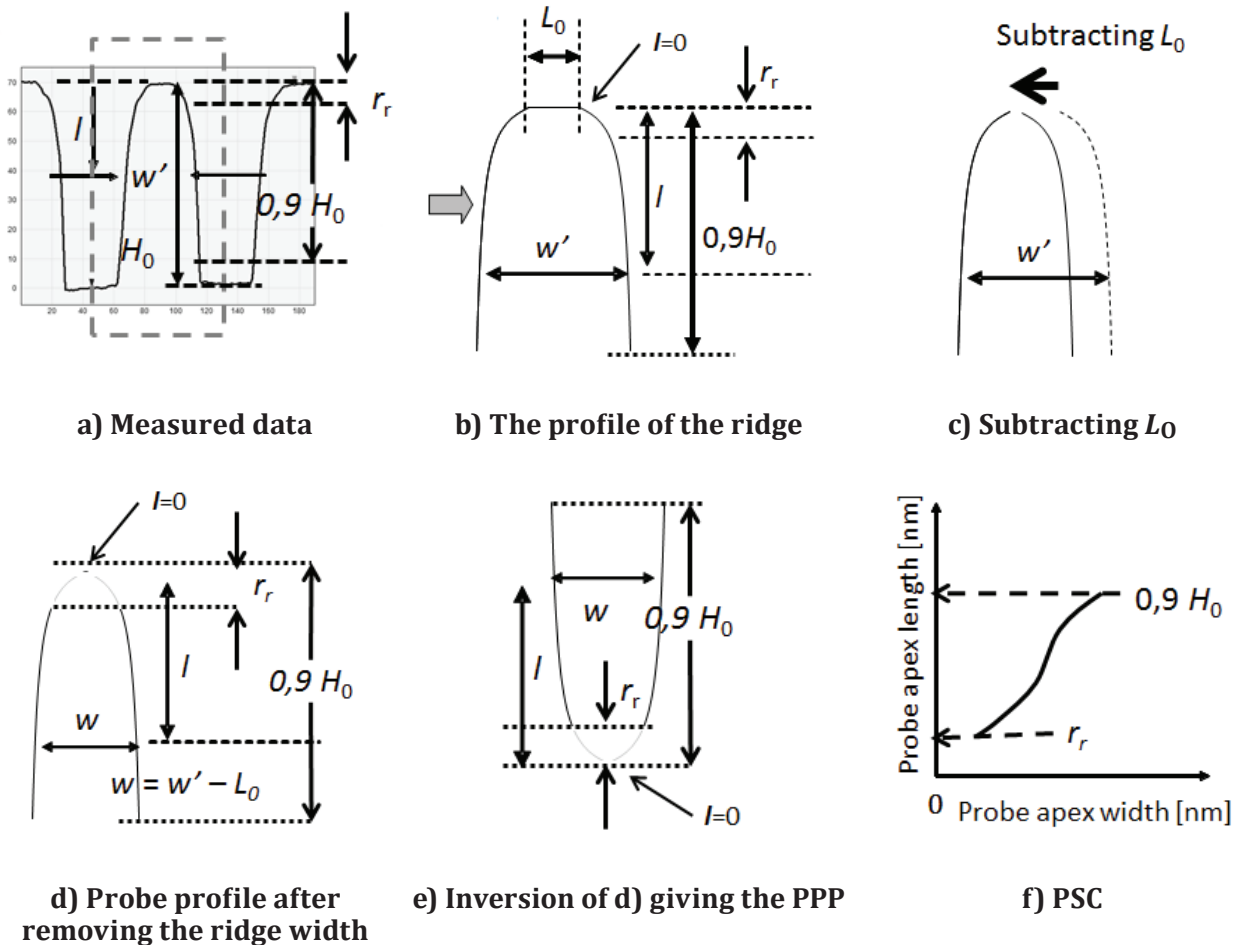 70
60
50
40
30
20
10
0
20
40
60
80
100
120
140
160
180
l
w’
H0
0,9 H0
rr
a) Measured data
L0
l=0
rr
l
w’
0,9H0
b) The profile of the ridge
Subtracting L0
w’
c) Subtracting L0
l=0
rr
l
0,9 H0
w
w = w’ – L0
d) Probe profile after
removing the ridge width
w
l
0,9 H0
rr
l=0
e) Inversion of d) giving the PPP
Probe apex length [nm]
0,9 H0
rr
0
Probe apex width [nm]
f) PSC